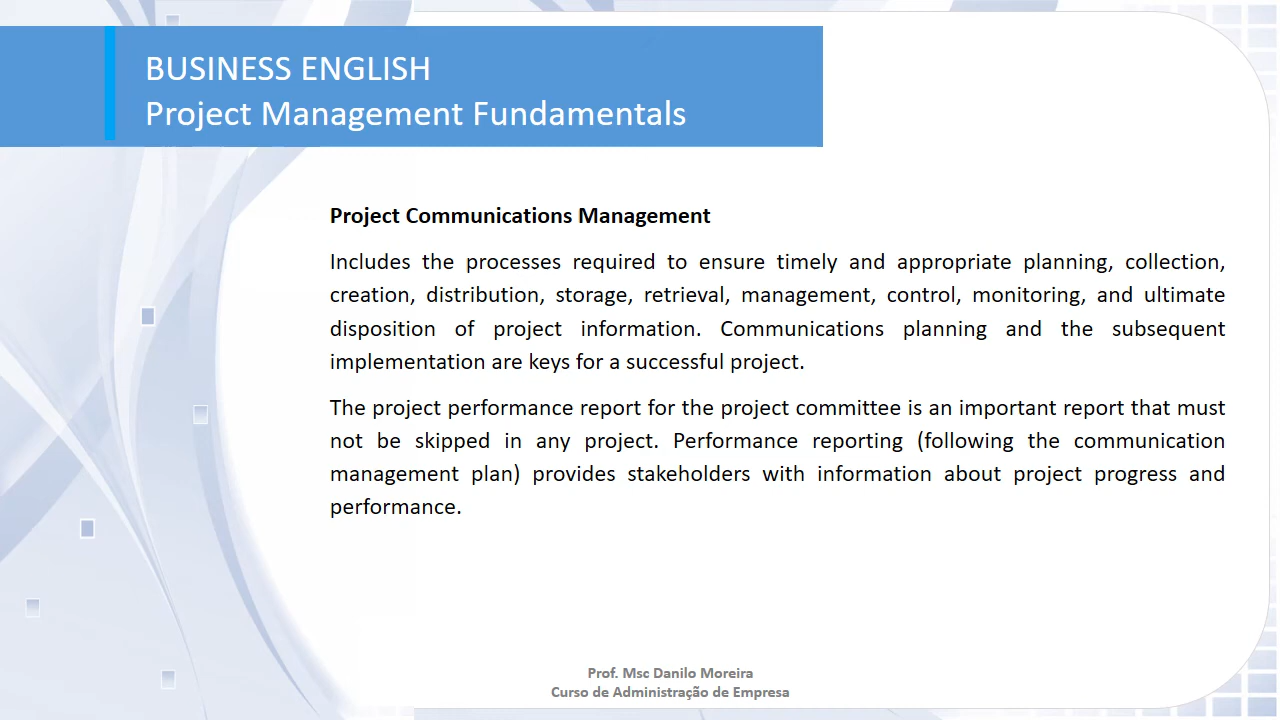 BUSINESS ENGLISH
Project Management Fundamentals
Project Communications Management
Includes the processes required to ensure timely and appropriate planning, collection,
creation, distribution, storage, retrieval, management, control, monitoring, and ultimate
disposition of project information. Communications planning and the subsequent
implementation are keys for a successful project.
The project performance report for the project committee is an important report that must
not be skipped in any project. Performance reporting (following the communication
management plan) provides stakeholders with information about project progress and
performance.
Prof. Msc Danilo Moreira
Curso de Administração de Empresa